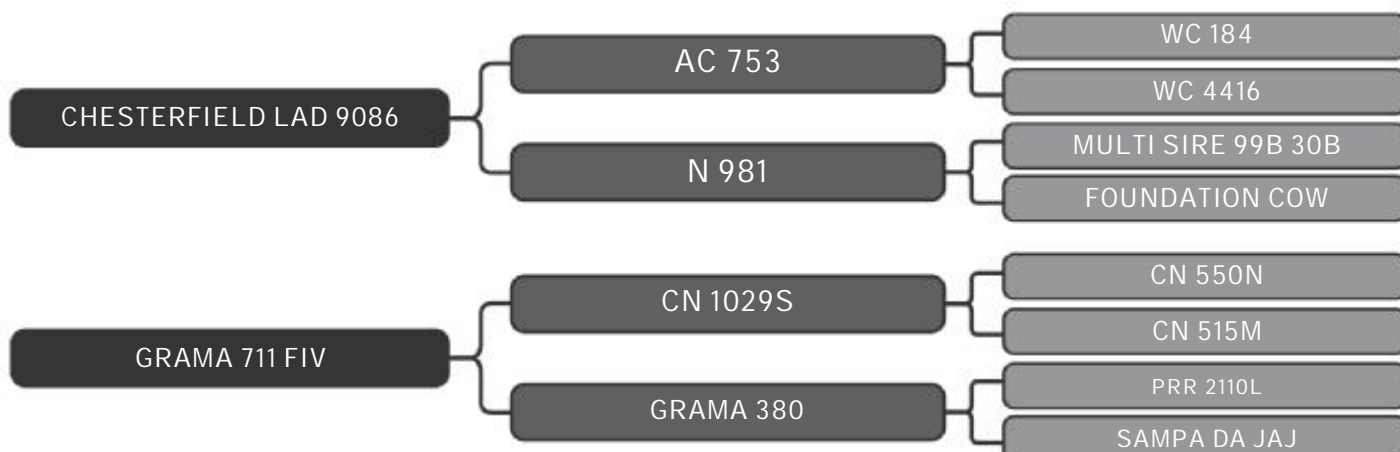 CHESTERFIELD LAD 9086
AC 753
WC 184
WC 4416
N 981
MULTI SIRE 99B 30B
FOUNDATION COW
GRAMA 711 FIV
CN 1029S
CN 550N
CN 515M
GRAMA 380
PRR 2110L
SAMPA DA JAJ